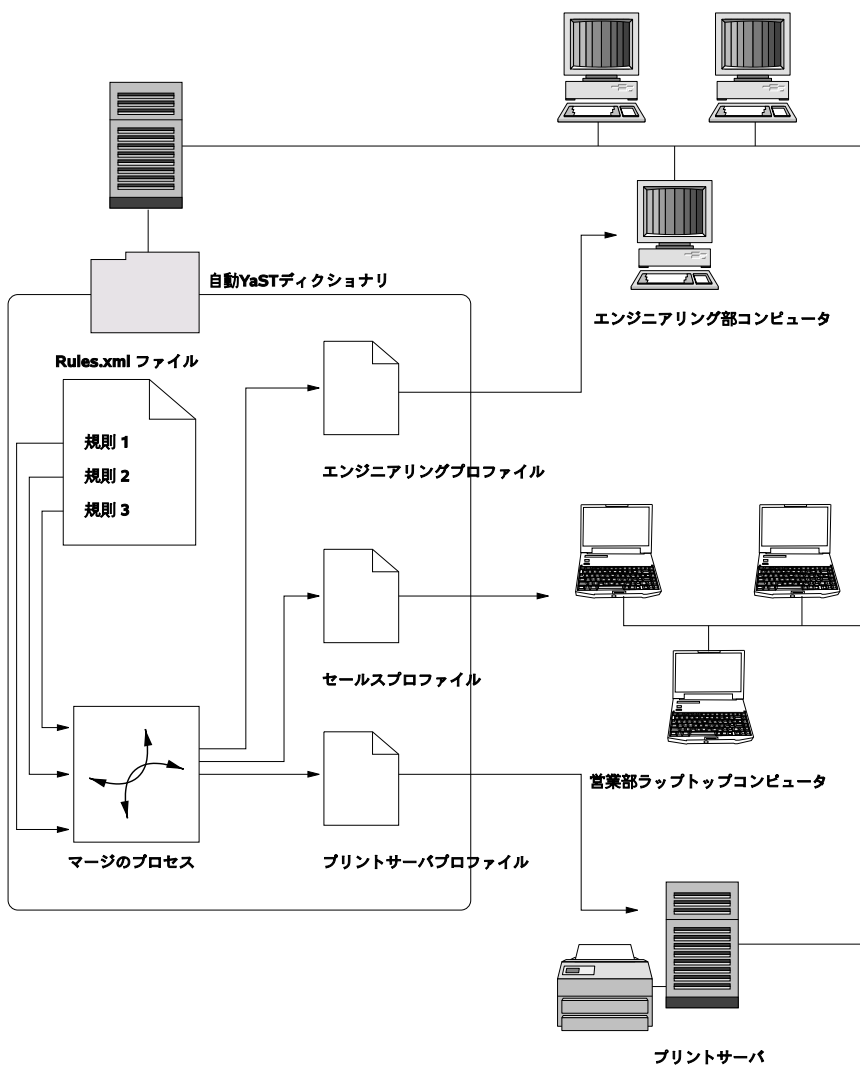 自動YaSTディクショナリ
エンジニアリング部コンピュータ
Rules.xml ファイル
規則 1
規則 2
規則 3
エンジニアリングプロファイル
セールスプロファイル
営業部ラップトップコンピュータ
マージのプロセス
プリントサーバプロファイル
プリントサーバ